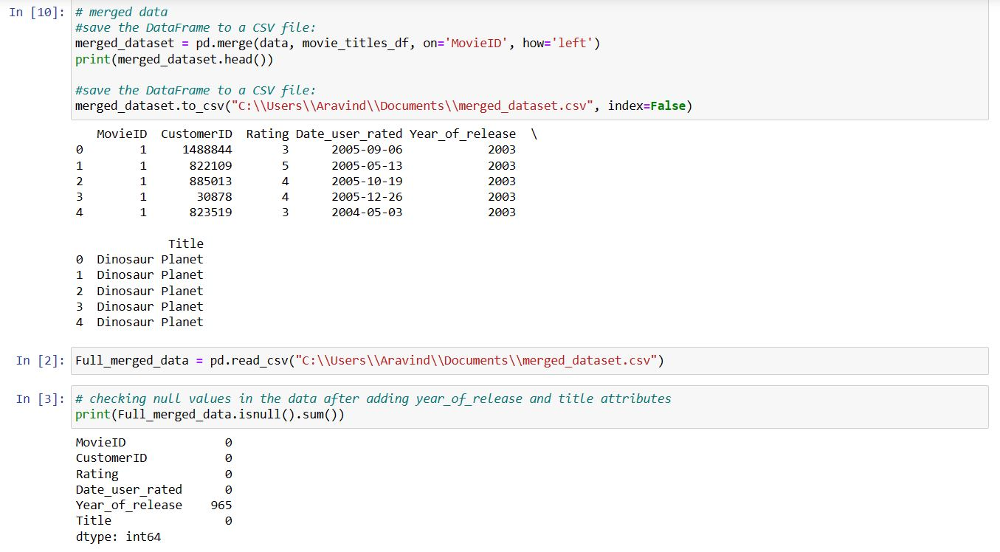 In [10]: # merged data
#save the DataFrame to a CSV file:
merged_dataset = pd.merge(data, movie_titles_df, on='MovieID', how='left')
print(merged_dataset.head())
#save the DataFrame to a CSV file:
merged_dataset.to_csv("C:\\Users\\Aravind\\Documents\\merged_dataset.csv", index=False)
MovieID CustomerID Rating Date_user_rated Year_of_release \
0 1 1488844 3 2005-09-06 2003
1 1 822109 5 2005-05-13 2003
2 1 885013 4 2005-10-19 2003
3 1 30878 4 2005-12-26 2003
4 1 823519 3 2004-05-03 2003
Title
0 Dinosaur Planet
1 Dinosaur Planet
2 Dinosaur Planet
3 Dinosaur Planet
4 Dinosaur Planet
In [2]: Full_merged_data = pd.read_csv("C:\\Users\\Aravind\\Documents\\merged_dataset.csv")
In [3]: # checking null values in the data after adding year_of_release and title attributes
print(Full_merged_data.isnull().sum())
MovieID 0
CustomerID 0
Rating 0
Date_user_rated 0
Year_of_release 965
Title 0
dtype: int64